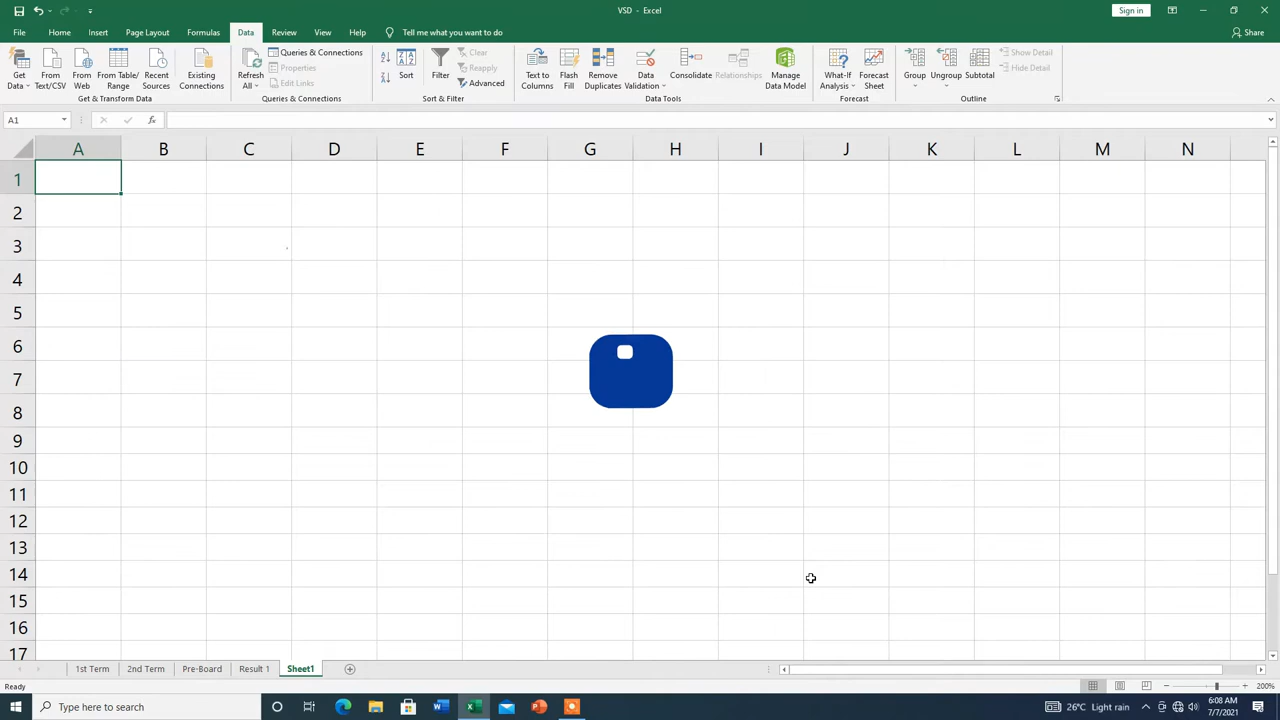 VSD - Excel
Sign in
File Home Insert Page Layout Formulas Data Review View Help Tell me what you want to do Share
Get Data
From Text/CSV
From Web
From Table/Range
Recent Sources
Existing Connections
Get & Transform Data
Refresh All
Queries & Connections
Properties
Edit Links
Queries & Connections
Sort
Filter
Clear
Reapply
Advanced
Sort & Filter
Text to Columns
Flash Fill
Remove Duplicates
Data Validation
Consolidate
Relationships
Manage Data Model
Data Tools
What-If Analysis
Forecast Sheet
Forecast
Group
Ungroup
Subtotal
Show Detail
Hide Detail
Outline
A1
fx
A B C D E F G H I J K L M N
1
2
3
4
5
6
7
8
9
10
11
12
13
14
15
16
17
1st Term 2nd Term Pre-Board Result 1 Sheet1
Ready
200%
Type here to search
26°C Light rain
6:08 AM
7/7/2021